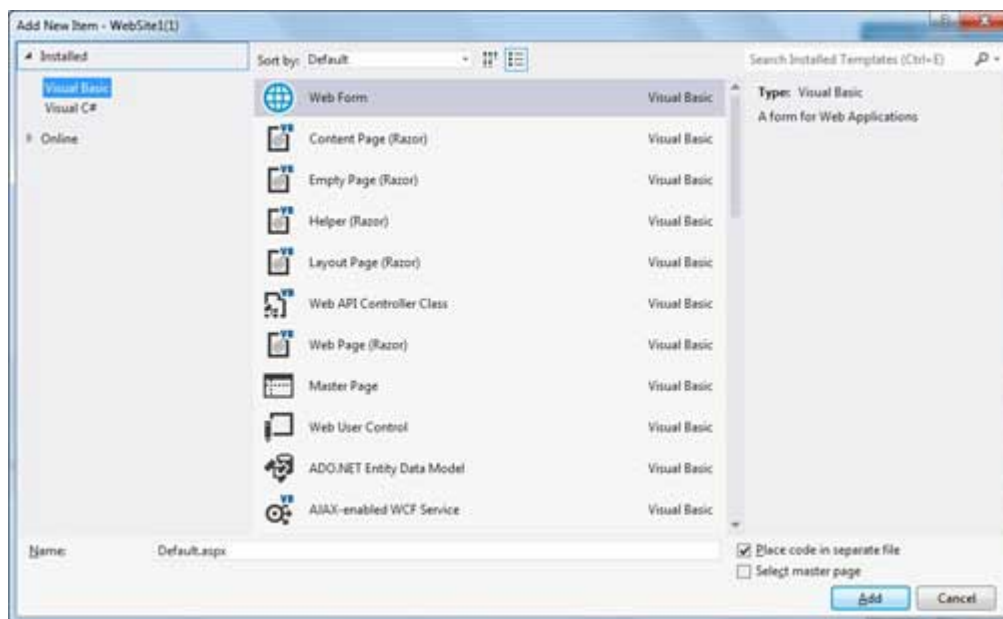 Add New Item - WebSite1(1)
Installed
Sort by: Default
Search Installed Templates (Ctrl+E)
Visual Basic
Visual C#
Online
Web Form Visual Basic
Content Page (Razor) Visual Basic
Empty Page (Razor) Visual Basic
Helper (Razor) Visual Basic
Layout Page (Razor) Visual Basic
Web API Controller Class Visual Basic
Web Page (Razor) Visual Basic
Master Page Visual Basic
Web User Control Visual Basic
ADO.NET Entity Data Model Visual Basic
AJAX-enabled WCF Service Visual Basic
Type: Visual Basic
A form for Web Applications
Name: Default.aspx
Place code in separate file
Select master page
Add Cancel